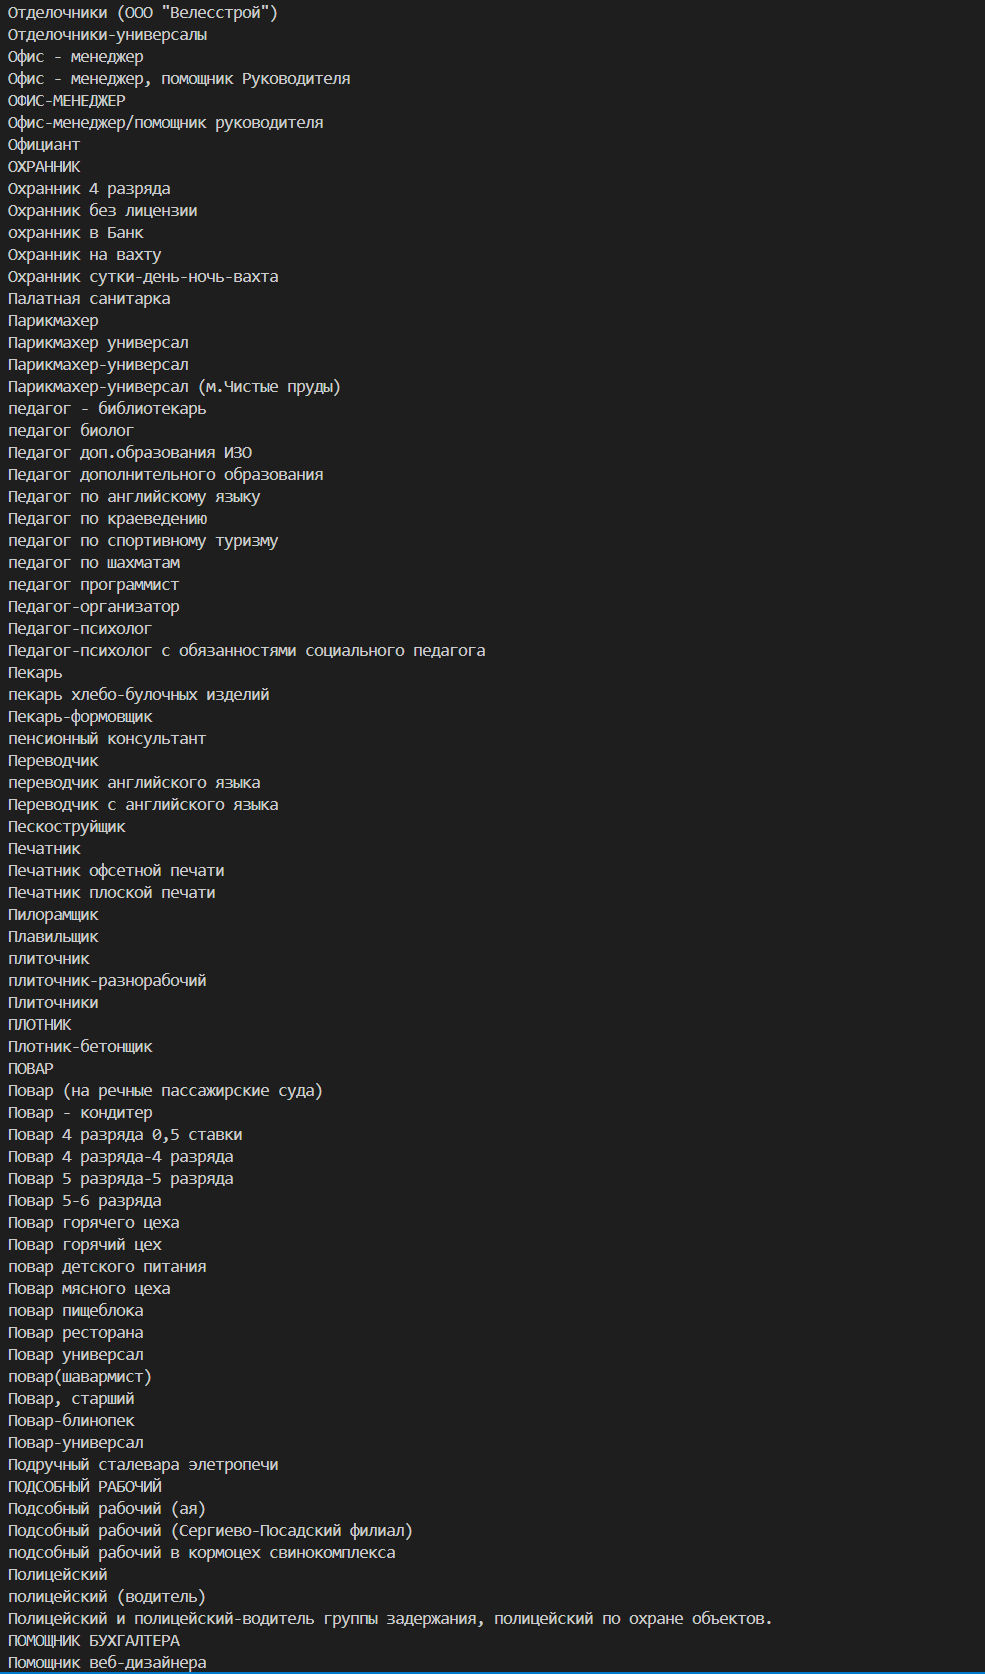 Отделочники (ООО "Велесстрой")
Отделочники-универсалы
Офис - менеджер
Офис - менеджер, помощник Руководителя
ОФИС-МЕНЕДЖЕР
Офис-менеджер/помощник руководителя
Официант
ОХРАННИК
Охранник 4 разряда
Охранник без лицензии
охранник в Банк
Охранник на вахту
Охранник сутки-день-ночь-вахта
Палатная санитарка
Парикмахер
Парикмахер универсал
Парикмахер-универсал
Парикмахер-универсал (м.Чистые пруды)
педагог - библиотекарь
педагог биолог
Педагог доп.образования ИЗО
Педагог дополнительного образования
Педагог по английскому языку
Педагог по краеведению
педагог по спортивному туризму
педагог по шахматам
педагог программист
Педагог-организатор
Педагог-психолог
Педагог-психолог с обязанностями социального педагога
Пекарь
пекарь хлебо-булочных изделий
Пекарь-формовщик
пенсионный консультант
Переводчик
переводчик английского языка
Переводчик с английского языка
Пескоструйщик
Печатник
Печатник офсетной печати
Печатник плоской печати
Пилорамщик
Плавильщик
плиточник
плиточник-разнорабочий
Плиточники
ПЛОТНИК
Плотник-бетонщик
ПОВАР
Повар (на речные пассажирские суда)
Повар - кондитер
Повар 4 разряда 0,5 ставки
Повар 4 разряда-4 разряда
Повар 5 разряда-5 разряда
Повар 5-6 разряда
Повар горячего цеха
Повар горячий цех
повар детского питания
Повар мясного цеха
повар пищеблока
Повар ресторана
Повар универсал
повар(шавармист)
Повар, старший
Повар-блинопек
Повар-универсал
Подручный сталевара элетропечи
ПОДСОБНЫЙ РАБОЧИЙ
Подсобный рабочий (ая)
Подсобный рабочий (Сергиево-Посадский филиал)
подсобный рабочий в кормоцех свинокомплекса
Полицейский
полицейский (водитель)
Полицейский и полицейский-водитель группы задержания, полицейский по охране объектов.
ПОМОЩНИК БУХГАЛТЕРА
Помощник веб-дизайнера